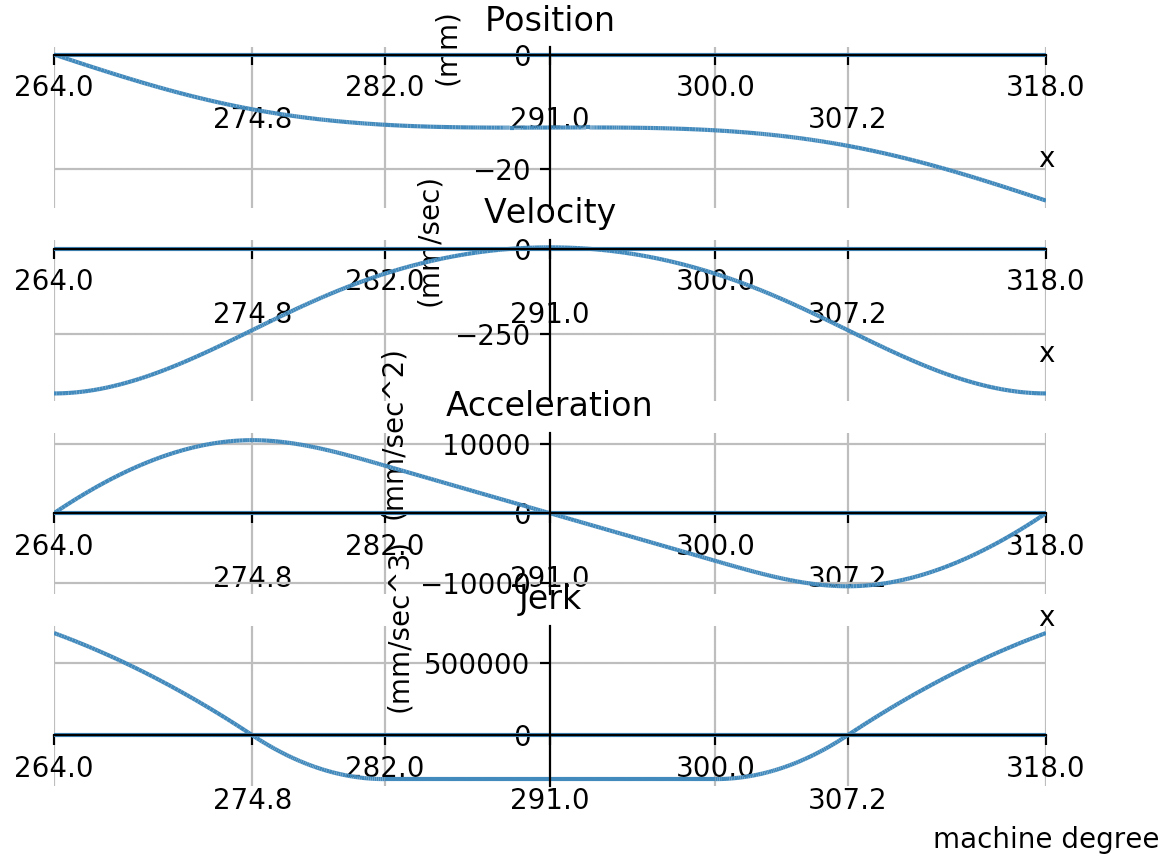 Position
(mm)
0
264.0 282.0 300.0 318.0
274.8 291.0 307.2
x
−20
Velocity
(mm/sec)
0
264.0 282.0 300.0 318.0
274.8 291.0 307.2
−250
x
Acceleration
(mm/sec^2)
10000
0
264.0 282.0 300.0 318.0
274.8 291.0 307.2
−10000
Jerk
(mm/sec^3)
x
500000
0
264.0 282.0 300.0 318.0
274.8 291.0 307.2
machine degree